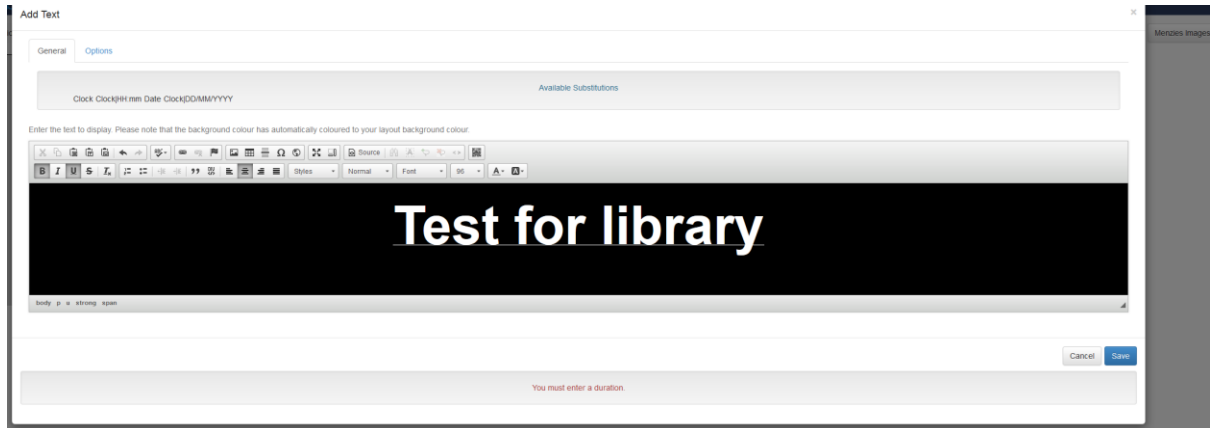 Add Text
×
Menzies Images
General Options
Available Substitutions
Clock Clock|HH:mm Date Clock|DD/MM/YYYY
Enter the text to display. Please note that the background colour has automatically coloured to your layout background colour.
Source
B I U S Ix Styles Normal Font 96 A A
Test for library
body p u strong span
Cancel Save
You must enter a duration.